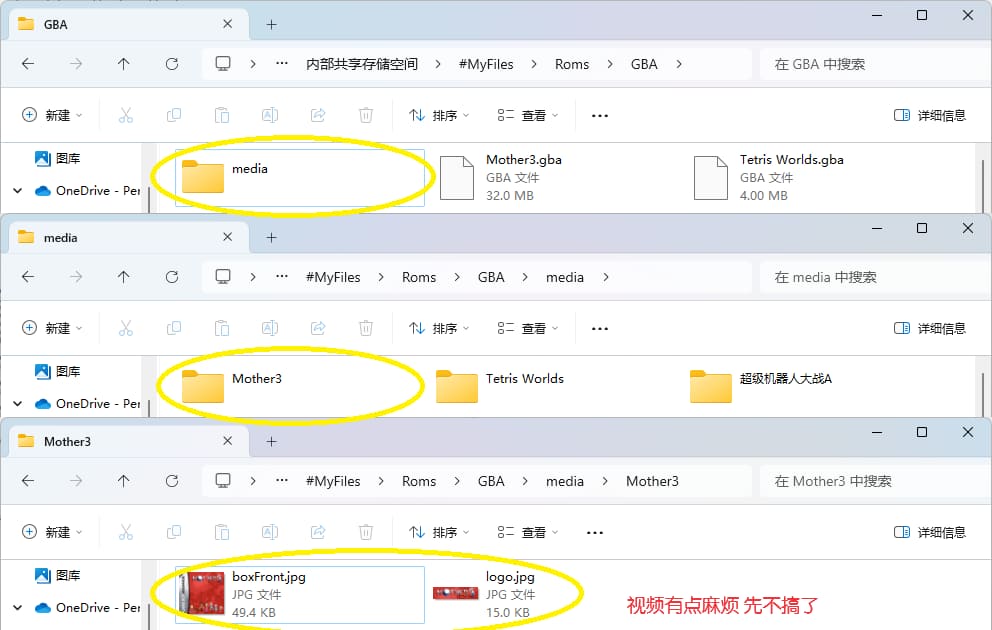 GBA
··· 内部共享存储空间 > #MyFiles > Roms > GBA >
在 GBA 中搜索
新建 排序 查看 ··· 详细信息
图库
OneDrive - Per
media
Mother3.gba
GBA 文件
32.0 MB
Tetris Worlds.gba
GBA 文件
4.00 MB
media
··· #MyFiles > Roms > GBA > media >
在 media 中搜索
新建 排序 查看 ··· 详细信息
图库
OneDrive - Per
Mother3
Tetris Worlds
超级机器人大战A
Mother3
··· #MyFiles > Roms > GBA > media > Mother3
在 Mother3 中搜索
新建 排序 查看 ··· 详细信息
图库
OneDrive - Per
boxFront.jpg
JPG 文件
49.4 KB
logo.jpg
JPG 文件
15.0 KB
视频有点麻烦 先不搞了